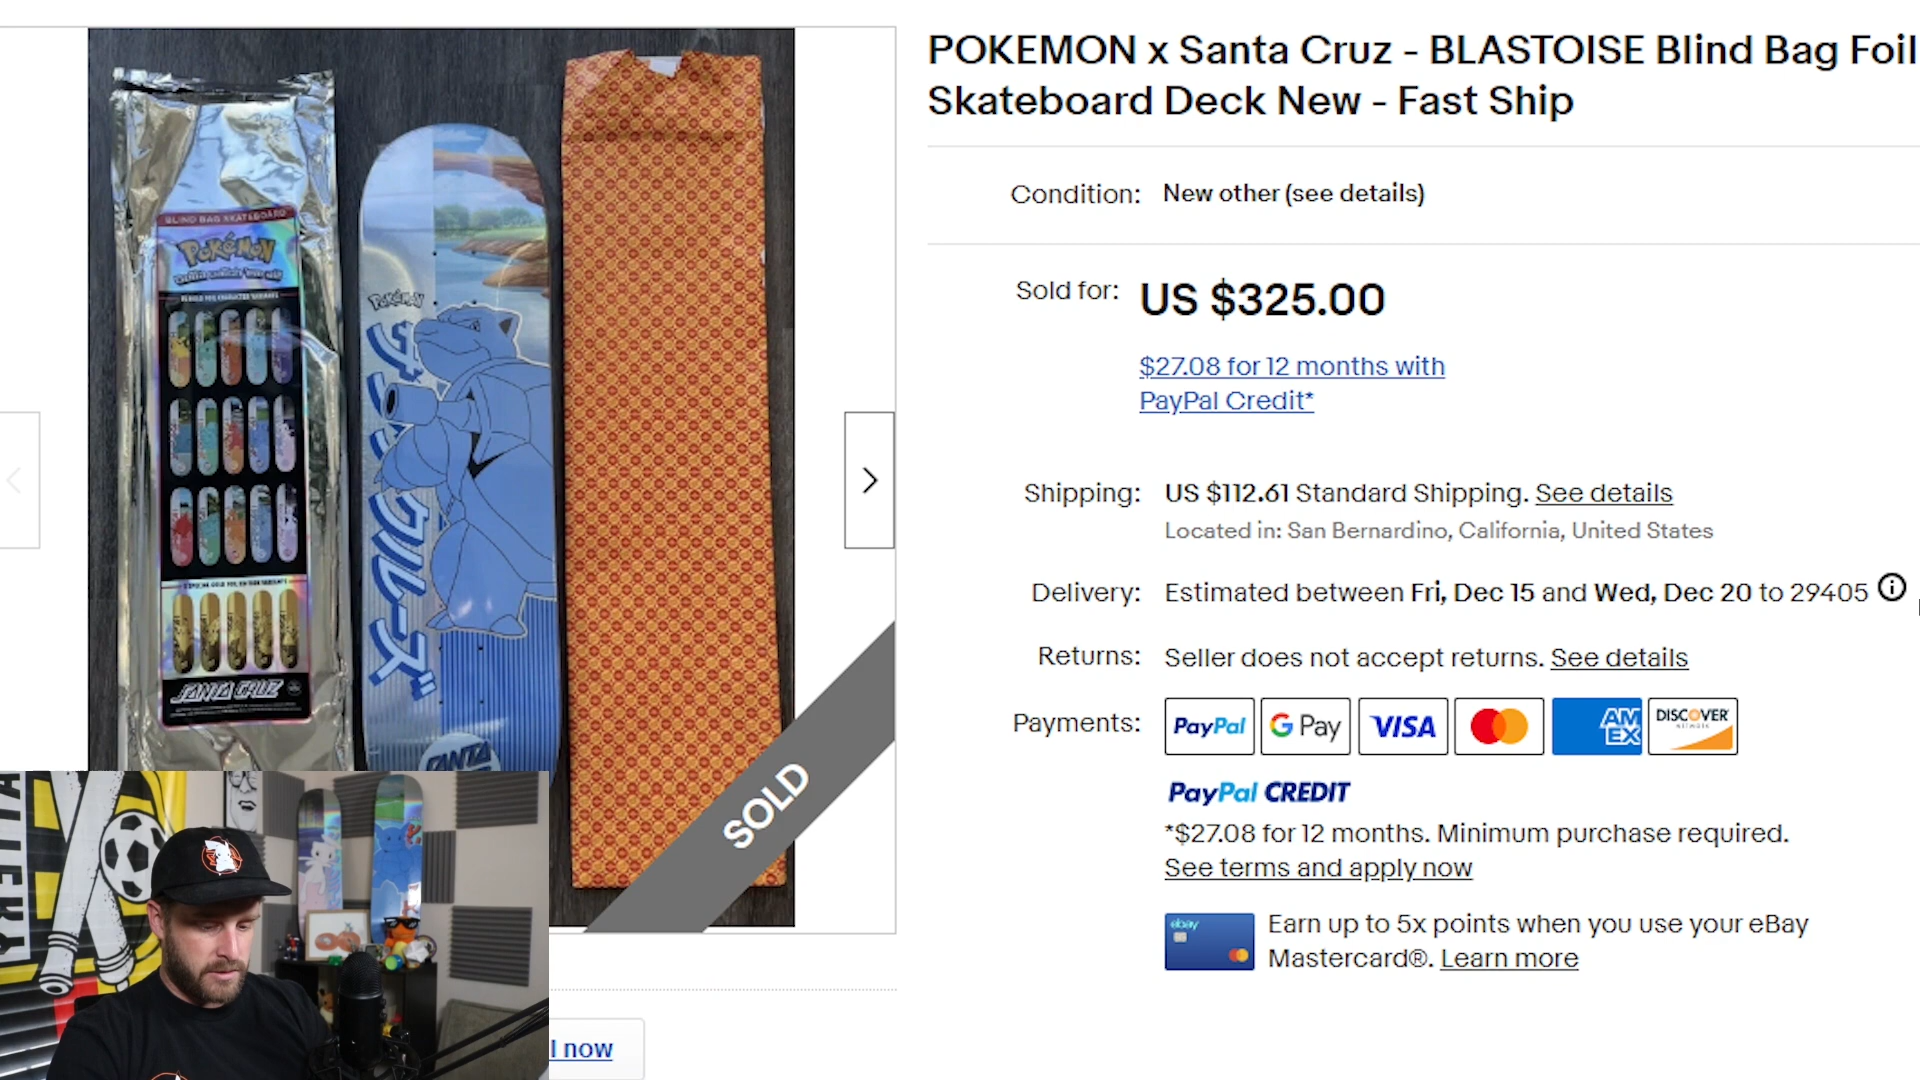 POKEMON x Santa Cruz - BLASTOISE Blind Bag Foil
Skateboard Deck New - Fast Ship
Condition: New other (see details)
Sold for: US $325.00
$27.08 for 12 months with
PayPal Credit*
Shipping: US $112.61 Standard Shipping. See details
Located in: San Bernardino, California, United States
Delivery: Estimated between Fri, Dec 15 and Wed, Dec 20 to 29405
Returns: Seller does not accept returns. See details
Payments: PayPal G Pay VISA AM EX DISCOVER
PayPal CREDIT
*$27.08 for 12 months. Minimum purchase required.
See terms and apply now
ebay
Earn up to 5x points when you use your eBay
Mastercard®. Learn more
BLIND BAG SKATEBOARD
POKéMON
SANTA CRUZ
POKéMON
サンタクルーズ
SANTA
SOLD
l now